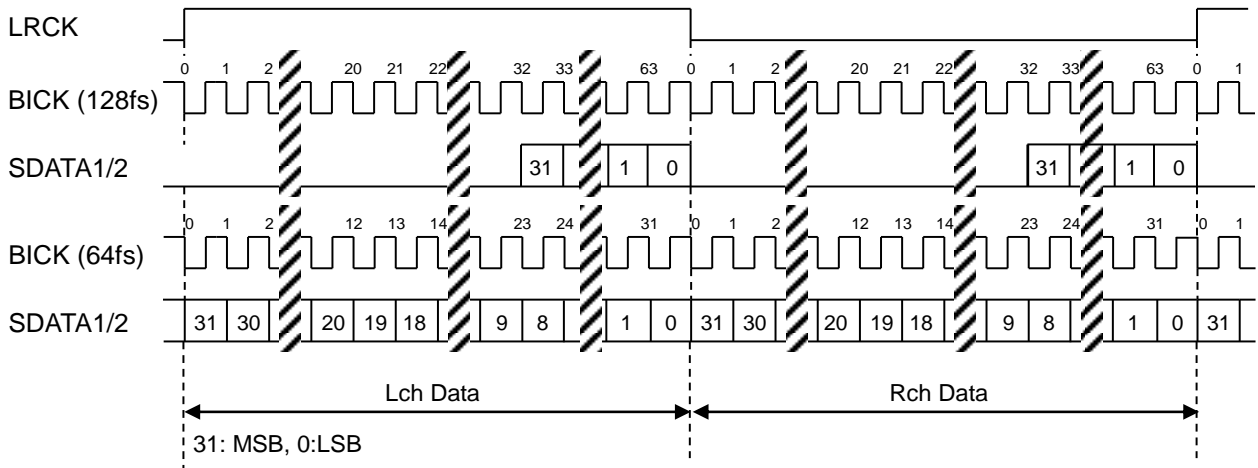 LRCK
0 1 2 20 21 22 32 33 63 0 1 2 20 21 22 32 33 63 0 1
BICK (128fs)
SDATA1/2 31 1 0 31 1 0
0 1 2 12 13 14 23 24 31 0 1 2 12 13 14 23 24 31 0 1
BICK (64fs)
SDATA1/2 31 30 20 19 18 9 8 1 0 31 30 20 19 18 9 8 1 0 31
Lch Data Rch Data
31: MSB, 0:LSB